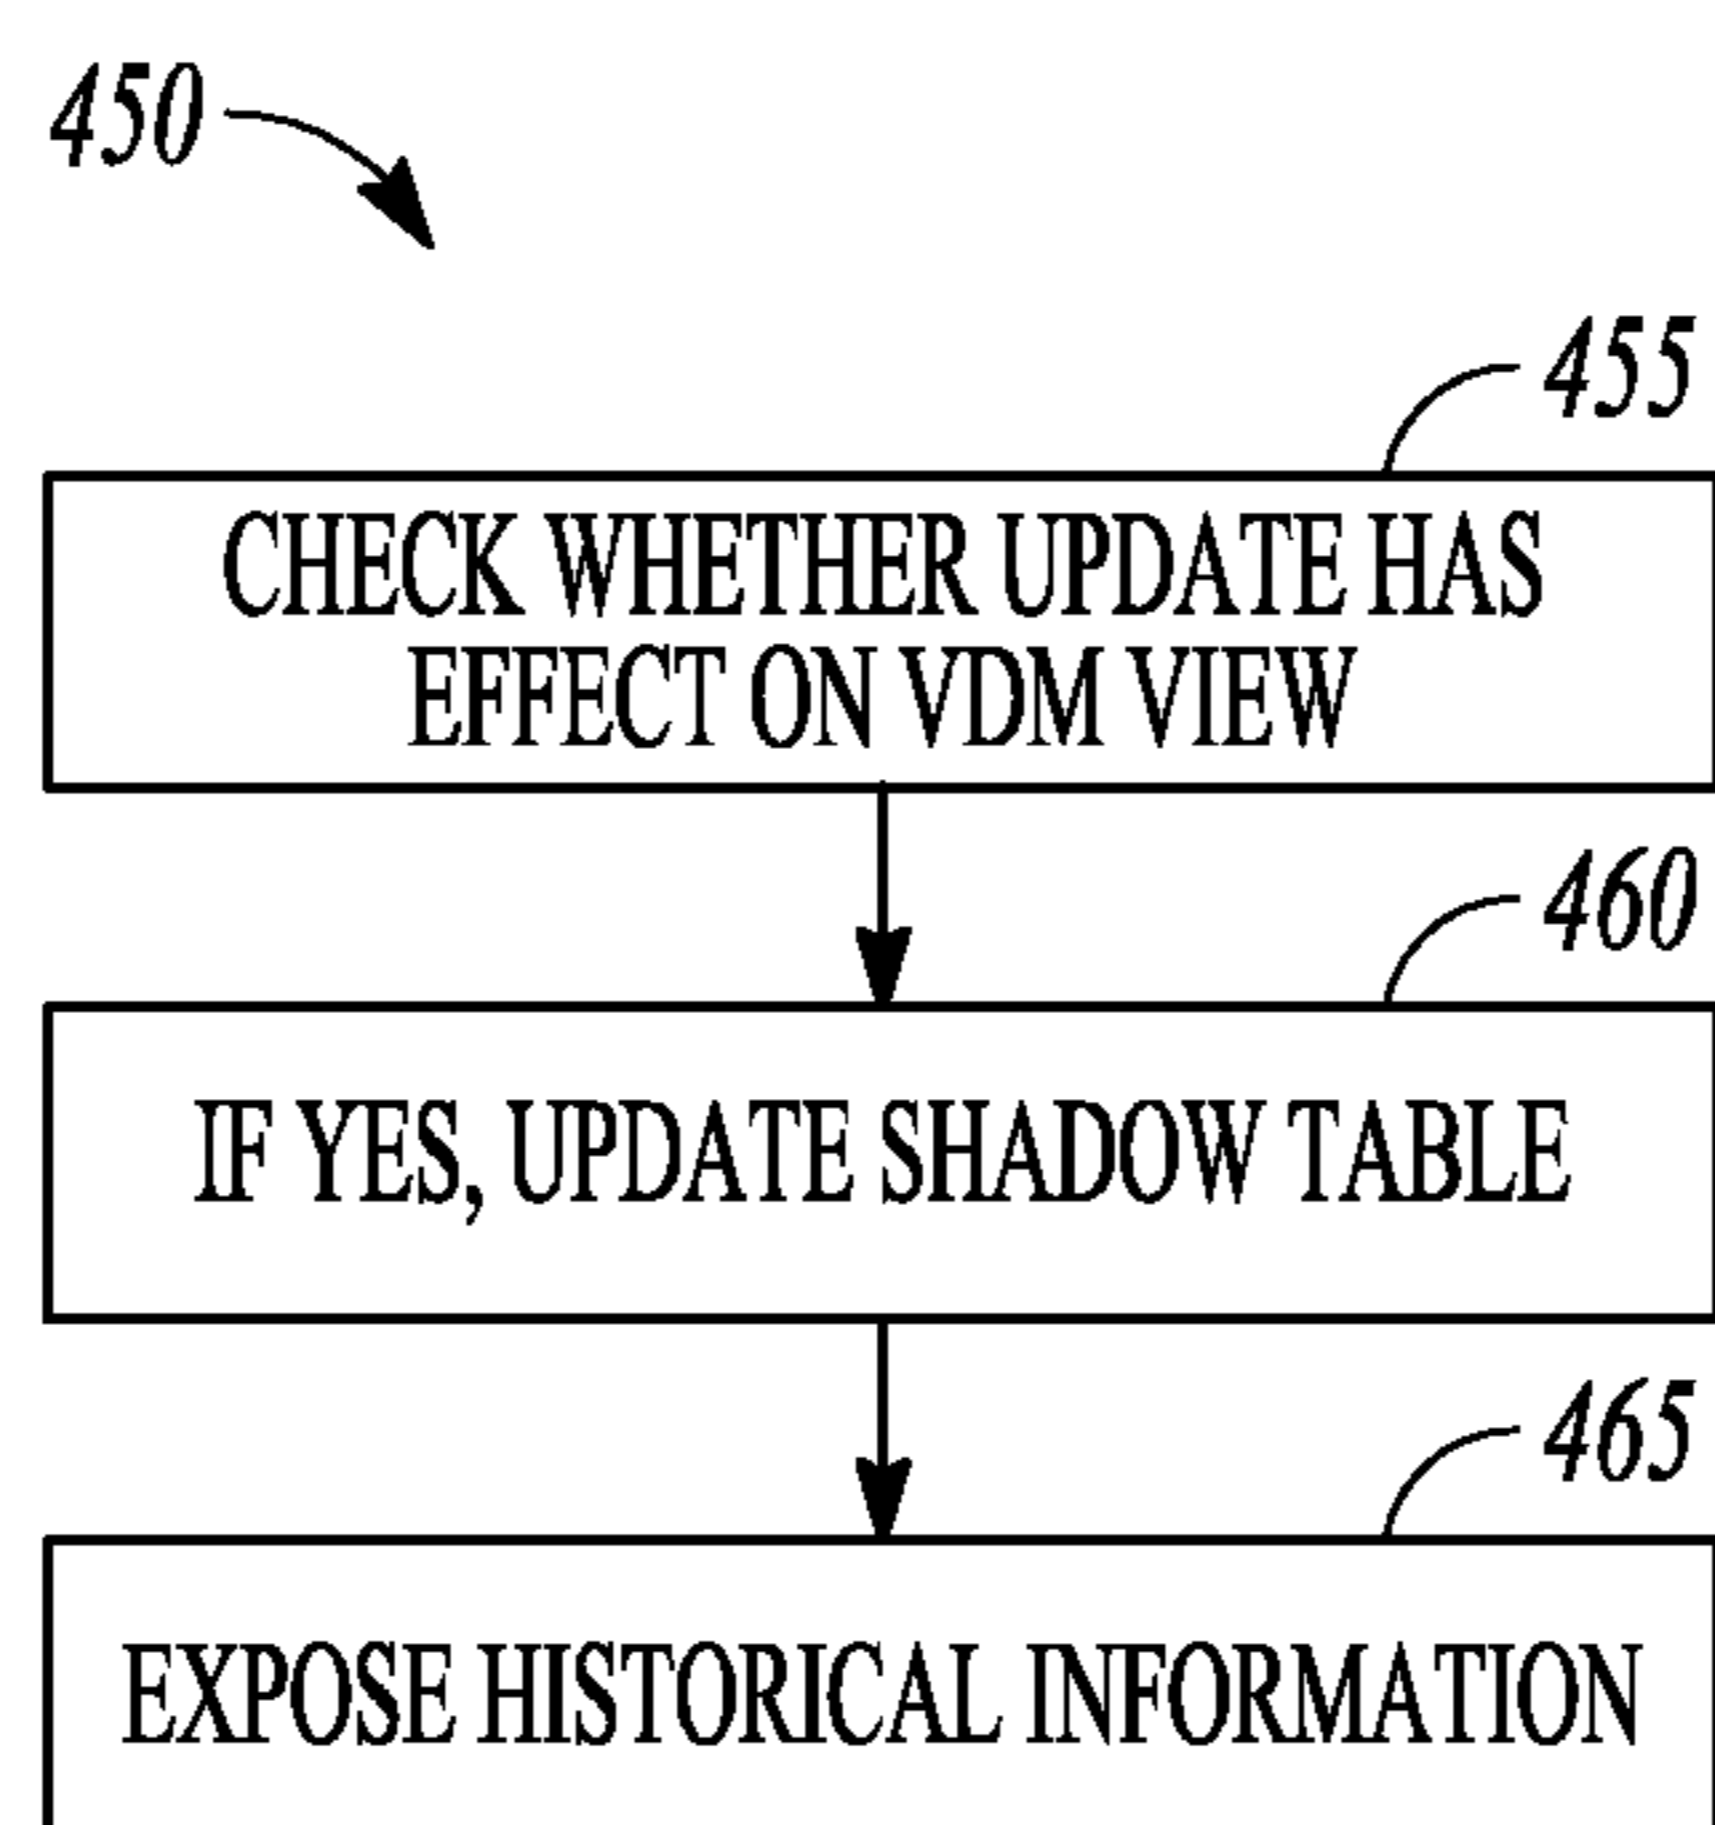 450
455
CHECK WHETHER UPDATE HAS
EFFECT ON VDM VIEW
460
IF YES, UPDATE SHADOW TABLE
465
EXPOSE HISTORICAL INFORMATION